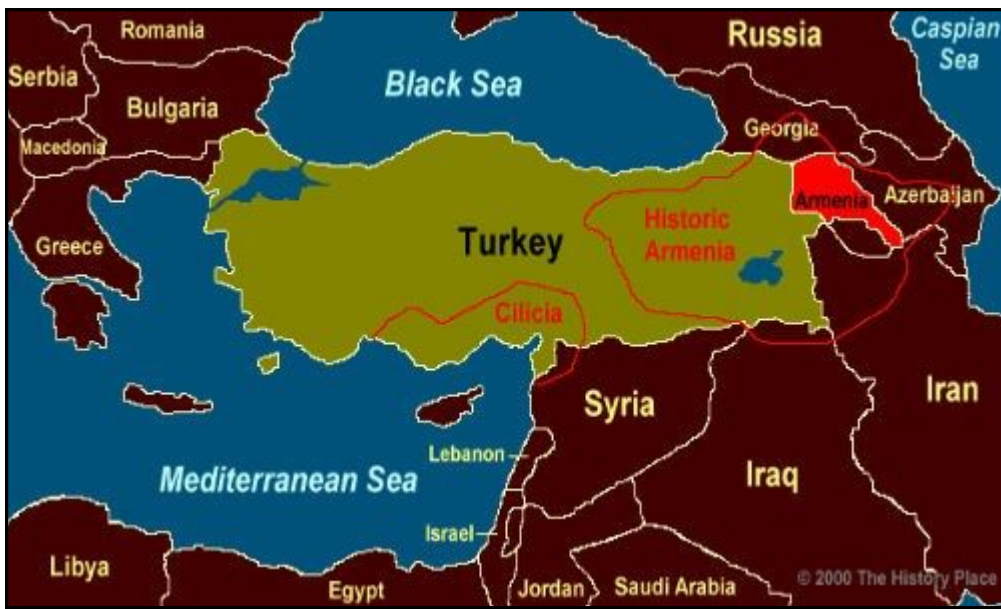 Romania
Russia
Caspian
Sea
Serbia
Black Sea
Bulgaria
Georgia
Macedonia
Armenia
Azerbaijan
Historic
Armenia
Greece
Turkey
Cilicia
Syria
Iran
Lebanon
Mediterranean Sea
Iraq
Israel
Libya
Egypt
Jordan
Saudi Arabia
© 2000 The History Place